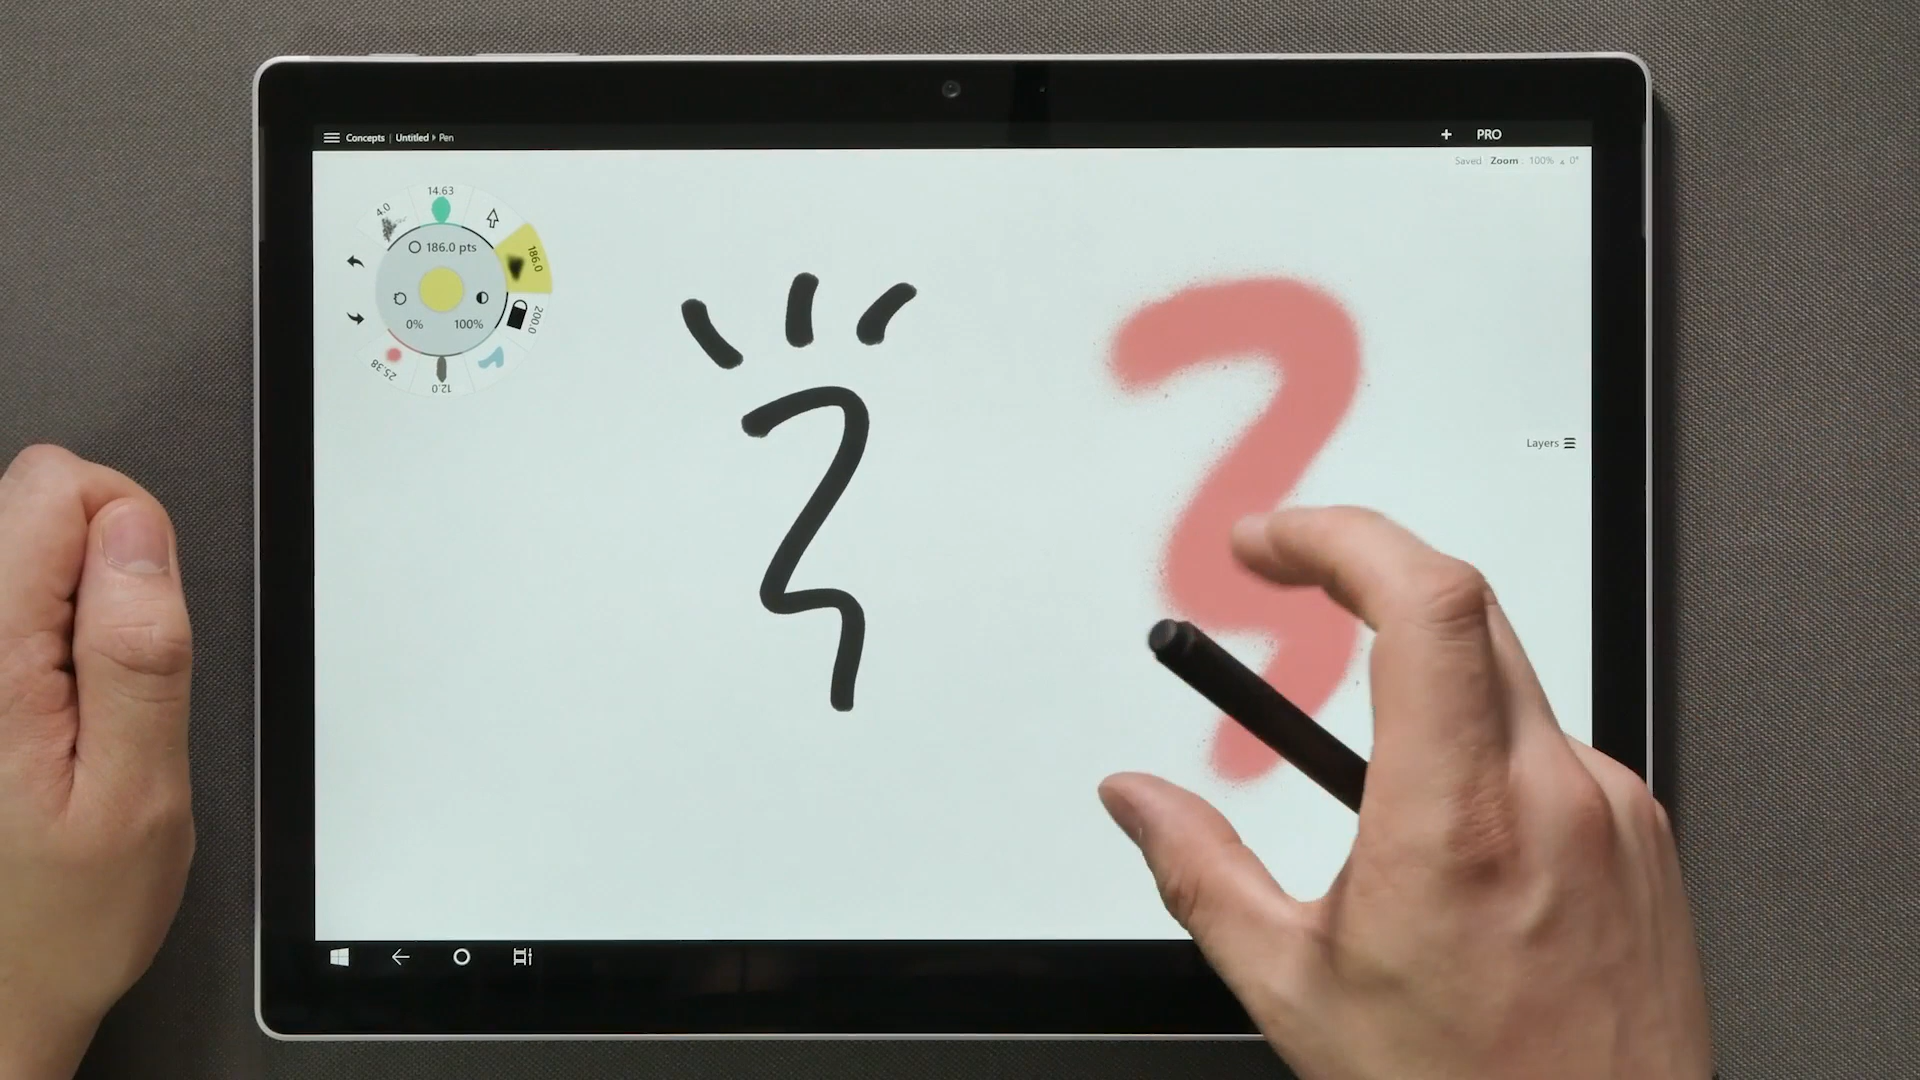 Concepts | Untitled ▸ Pen
+ PRO
Saved Zoom 100% 0°
14.63
4.0
186.0 pts
186.0
200.0
0% 100%
25.38
12.0
Layers